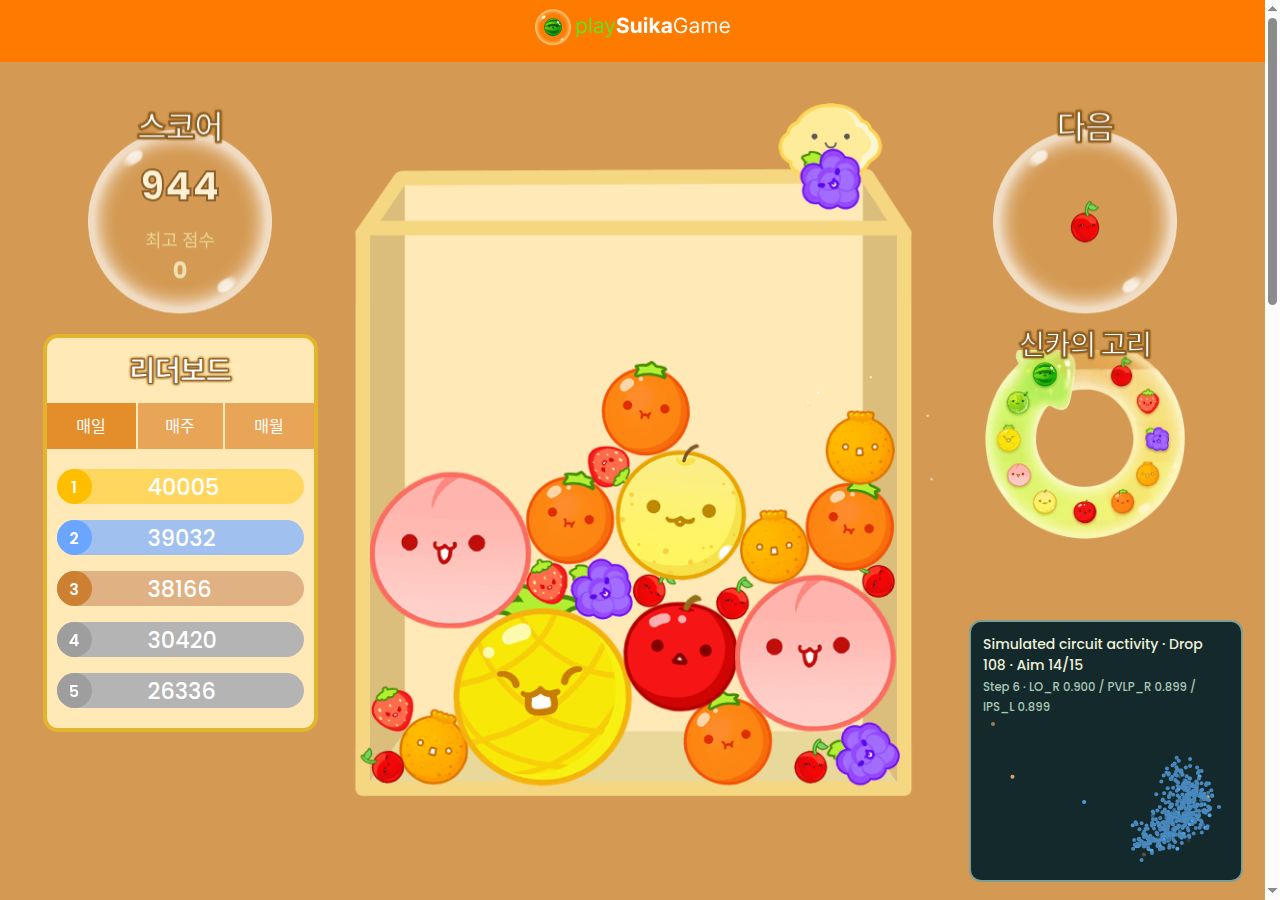 playSuikaGame
스코어
944
최고 점수
0
리더보드
매일 매주 매월
1 40005
2 39032
3 38166
4 30420
5 26336
다음
신카의 고리
Simulated circuit activity · Drop
108 · Aim 14/15
Step 6 · LO_R 0.900 / PVLP_R 0.899 /
IPS_L 0.899